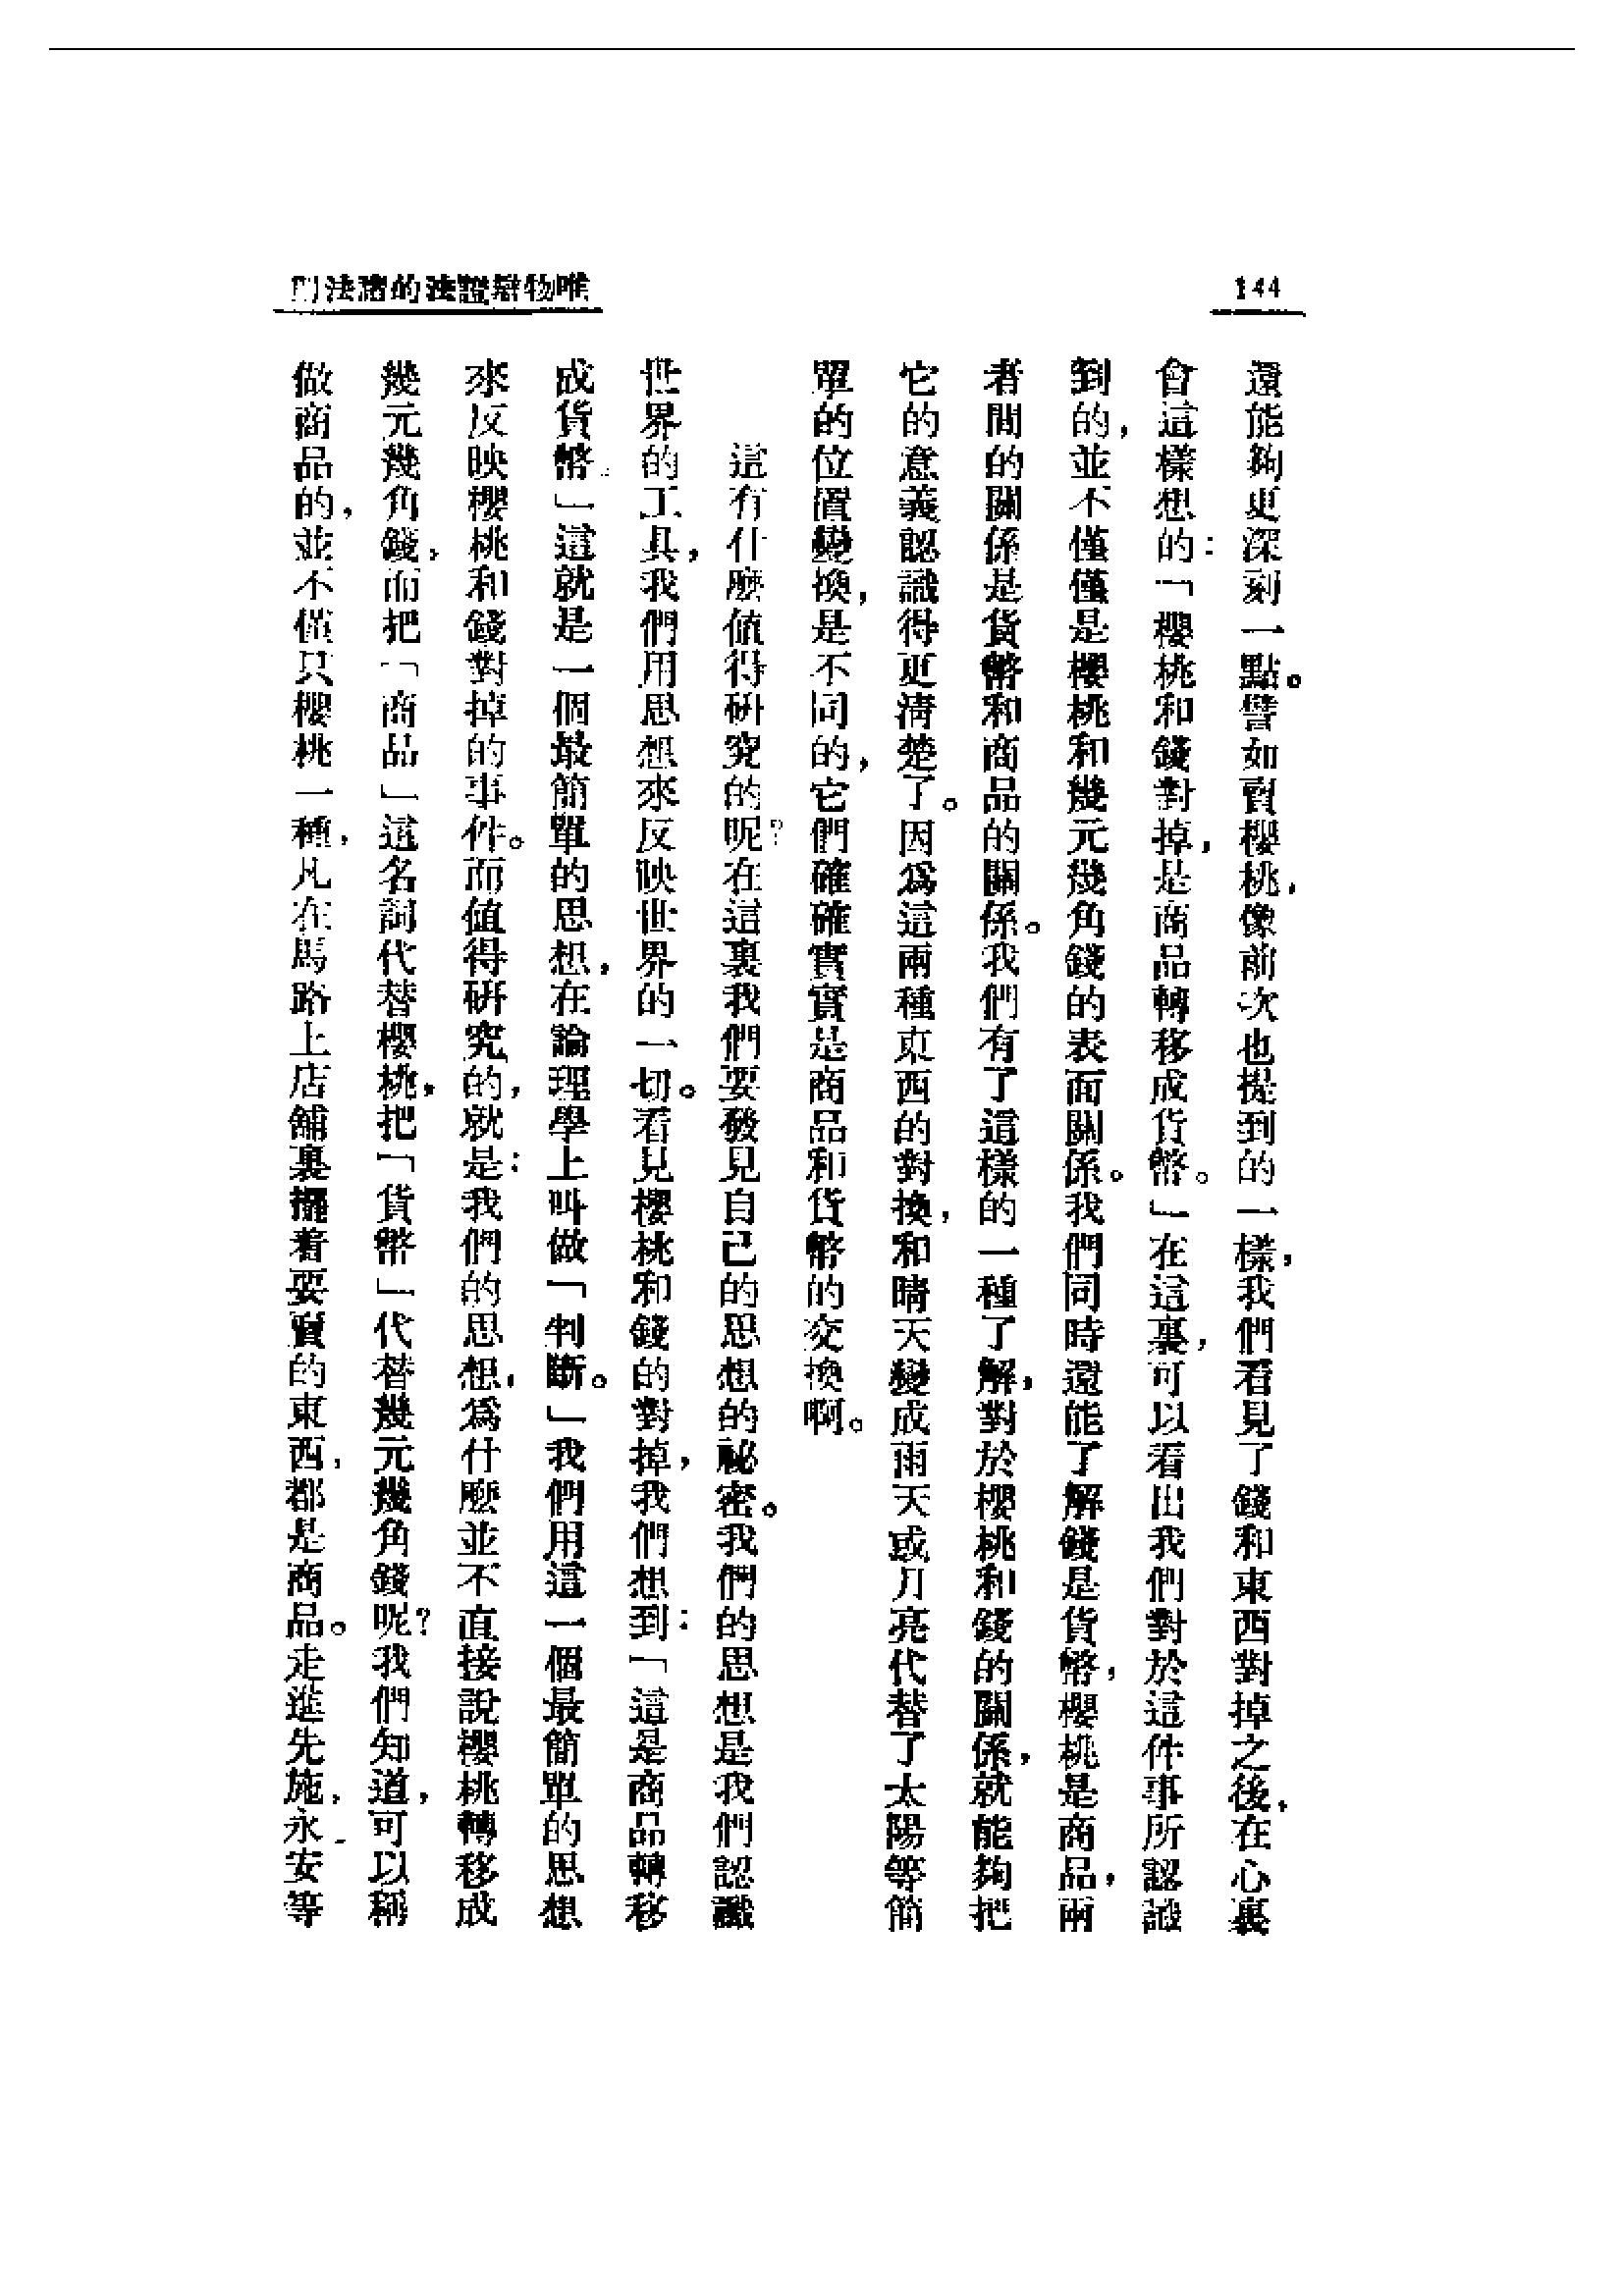 144
唯物辯證法的諸法則
還能夠更深刻一點。譬如賣櫻桃，像前次也提到的一樣，我們看見了錢和東西對掉之後，在心裏
會這樣想的：「櫻桃和錢對掉，是商品轉移成貨幣。」在這裏，可以看出我們對於這件事所認識
到的，並不僅僅是櫻桃和幾元幾角錢的表面關係。我們同時還能了解錢是貨幣，櫻桃是商品，兩
者間的關係是貨幣和商品的關係。我們有了這樣的一種了解，對於櫻桃和錢的關係，就能夠把
它的意義認識得更清楚了。因爲這兩種東西的對換，和晴天變成雨天或月亮代替了太陽等簡
單的位置變換，是不同的，它們確確實實是商品和貨幣的交換啊。
這有什麼值得研究的呢？在這裏我們要發見自己的思想的祕密。我們的思想是我們認識
世界的工具，我們用思想來反映世界的一切。看見櫻桃和錢的對掉，我們想到：「這是商品轉移
成貨幣。」這就是一個最簡單的思想，在論理學上叫做「判斷。」我們用這一個最簡單的思想
來反映櫻桃和錢對掉的事件。而值得研究的，就是：我們的思想，爲什麼並不直接說櫻桃轉移成
幾元幾角錢，而把「商品」這名詞代替櫻桃，把「貨幣」代替幾元幾角錢呢？我們知道，可以稱
做商品的，並不僅只櫻桃一種，凡在馬路上店舖裏擺着要賣的東西，都是商品。走進先施，永安等